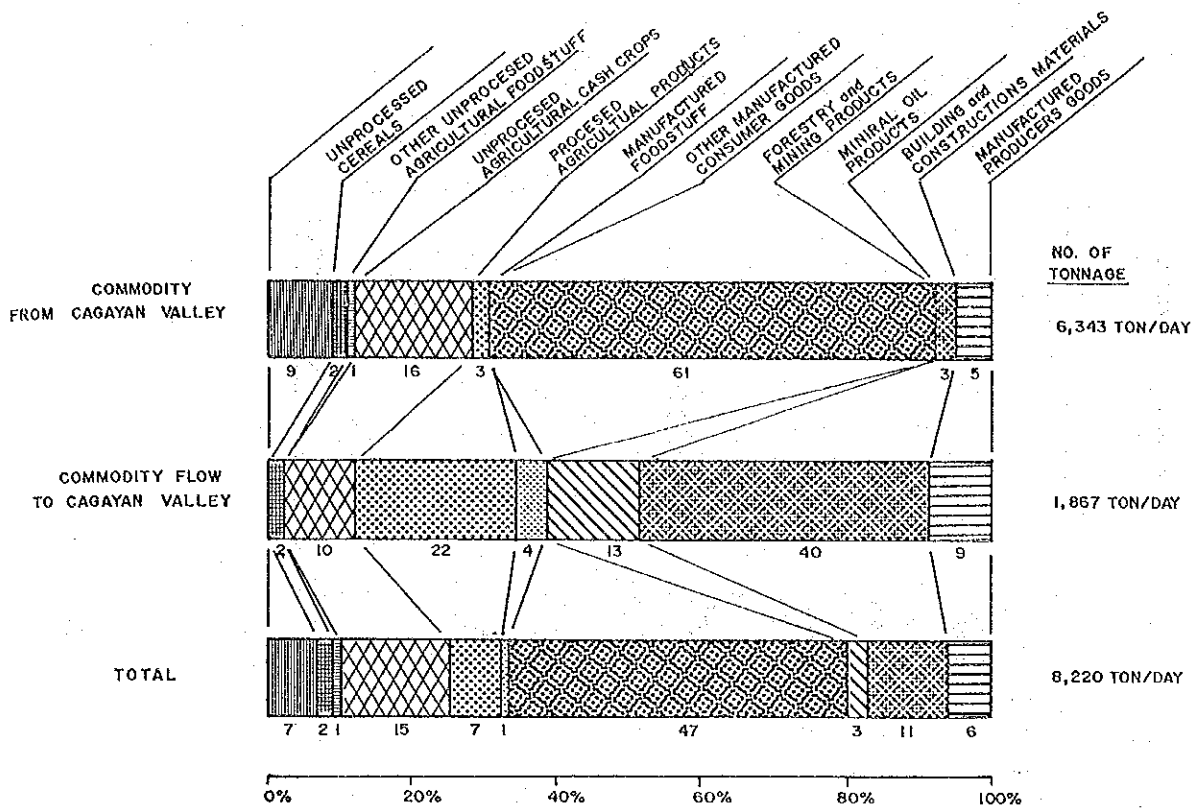 UNPROCESSED
CEREALS
OTHER UNPROCESED
AGRICULTURAL FOODSTUFF
UNPROCESED
AGRICULTURAL CASH CROPS
PROCESED
AGRICULTUAL PRODUCTS
MANUFACTURED
FOODSTUFF
OTHER MANUFACTURED
CONSUMER GOODS
FORESTRY and
MINING PRODUCTS
MINIRAL OIL
PRODUCTS
BUILDING and
CONSTRUCTIONS MATERIALS
MANUFACTURED
PRODUCERS GOODS
NO. OF
TONNAGE
COMMODITY
FROM CAGAYAN VALLEY
6,343 TON/DAY
9 2 1 16 3 61 3 5
COMMODITY FLOW
TO CAGAYAN VALLEY
1,867 TON/DAY
2 10 22 4 13 40 9
TOTAL
8,220 TON/DAY
7 2 1 15 7 1 47 3 11 6
0% 20% 40% 60% 80% 100%